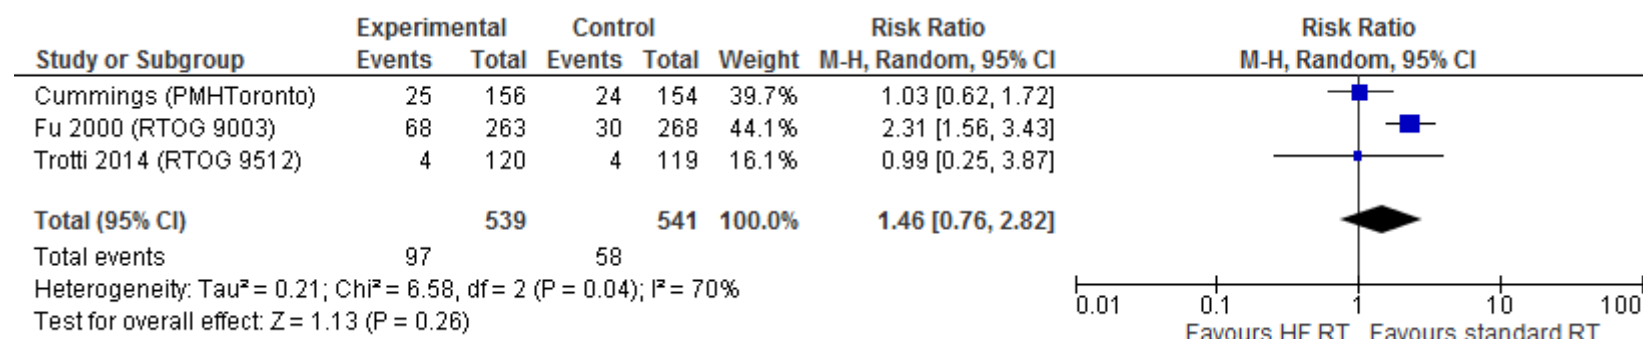 Experimental Control Risk Ratio Risk Ratio
Study or Subgroup Events Total Events Total Weight M-H, Random, 95% CI M-H, Random, 95% CI
Cummings (PMHToronto) 25 156 24 154 39.7% 1.03 [0.62, 1.72]
Fu 2000 (RTOG 9003) 68 263 30 268 44.1% 2.31 [1.56, 3.43]
Trotti 2014 (RTOG 9512) 4 120 4 119 16.1% 0.99 [0.25, 3.87]
Total (95% CI) 539 541 100.0% 1.46 [0.76, 2.82]
Total events 97 58
Heterogeneity: Tau² = 0.21; Chi² = 6.58, df = 2 (P = 0.04); I² = 70%
Test for overall effect: Z = 1.13 (P = 0.26)
0.01 0.1 1 10 100
Favours HF RT Favours standard RT